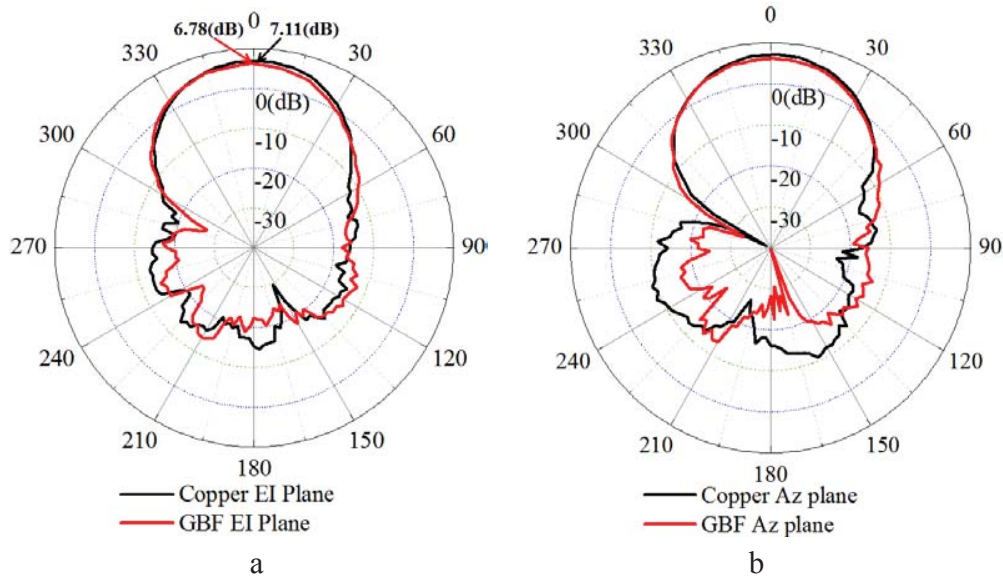 6.78(dB) 0 7.11(dB)
330 30
0(dB)
300 60
-10
-20
-30
270 90
240 120
210 150
180
Copper EI Plane
GBF EI Plane
a
0
330 30
0(dB)
300 60
-10
-20
-30
270 90
240 120
210 150
180
Copper Az plane
GBF Az plane
b